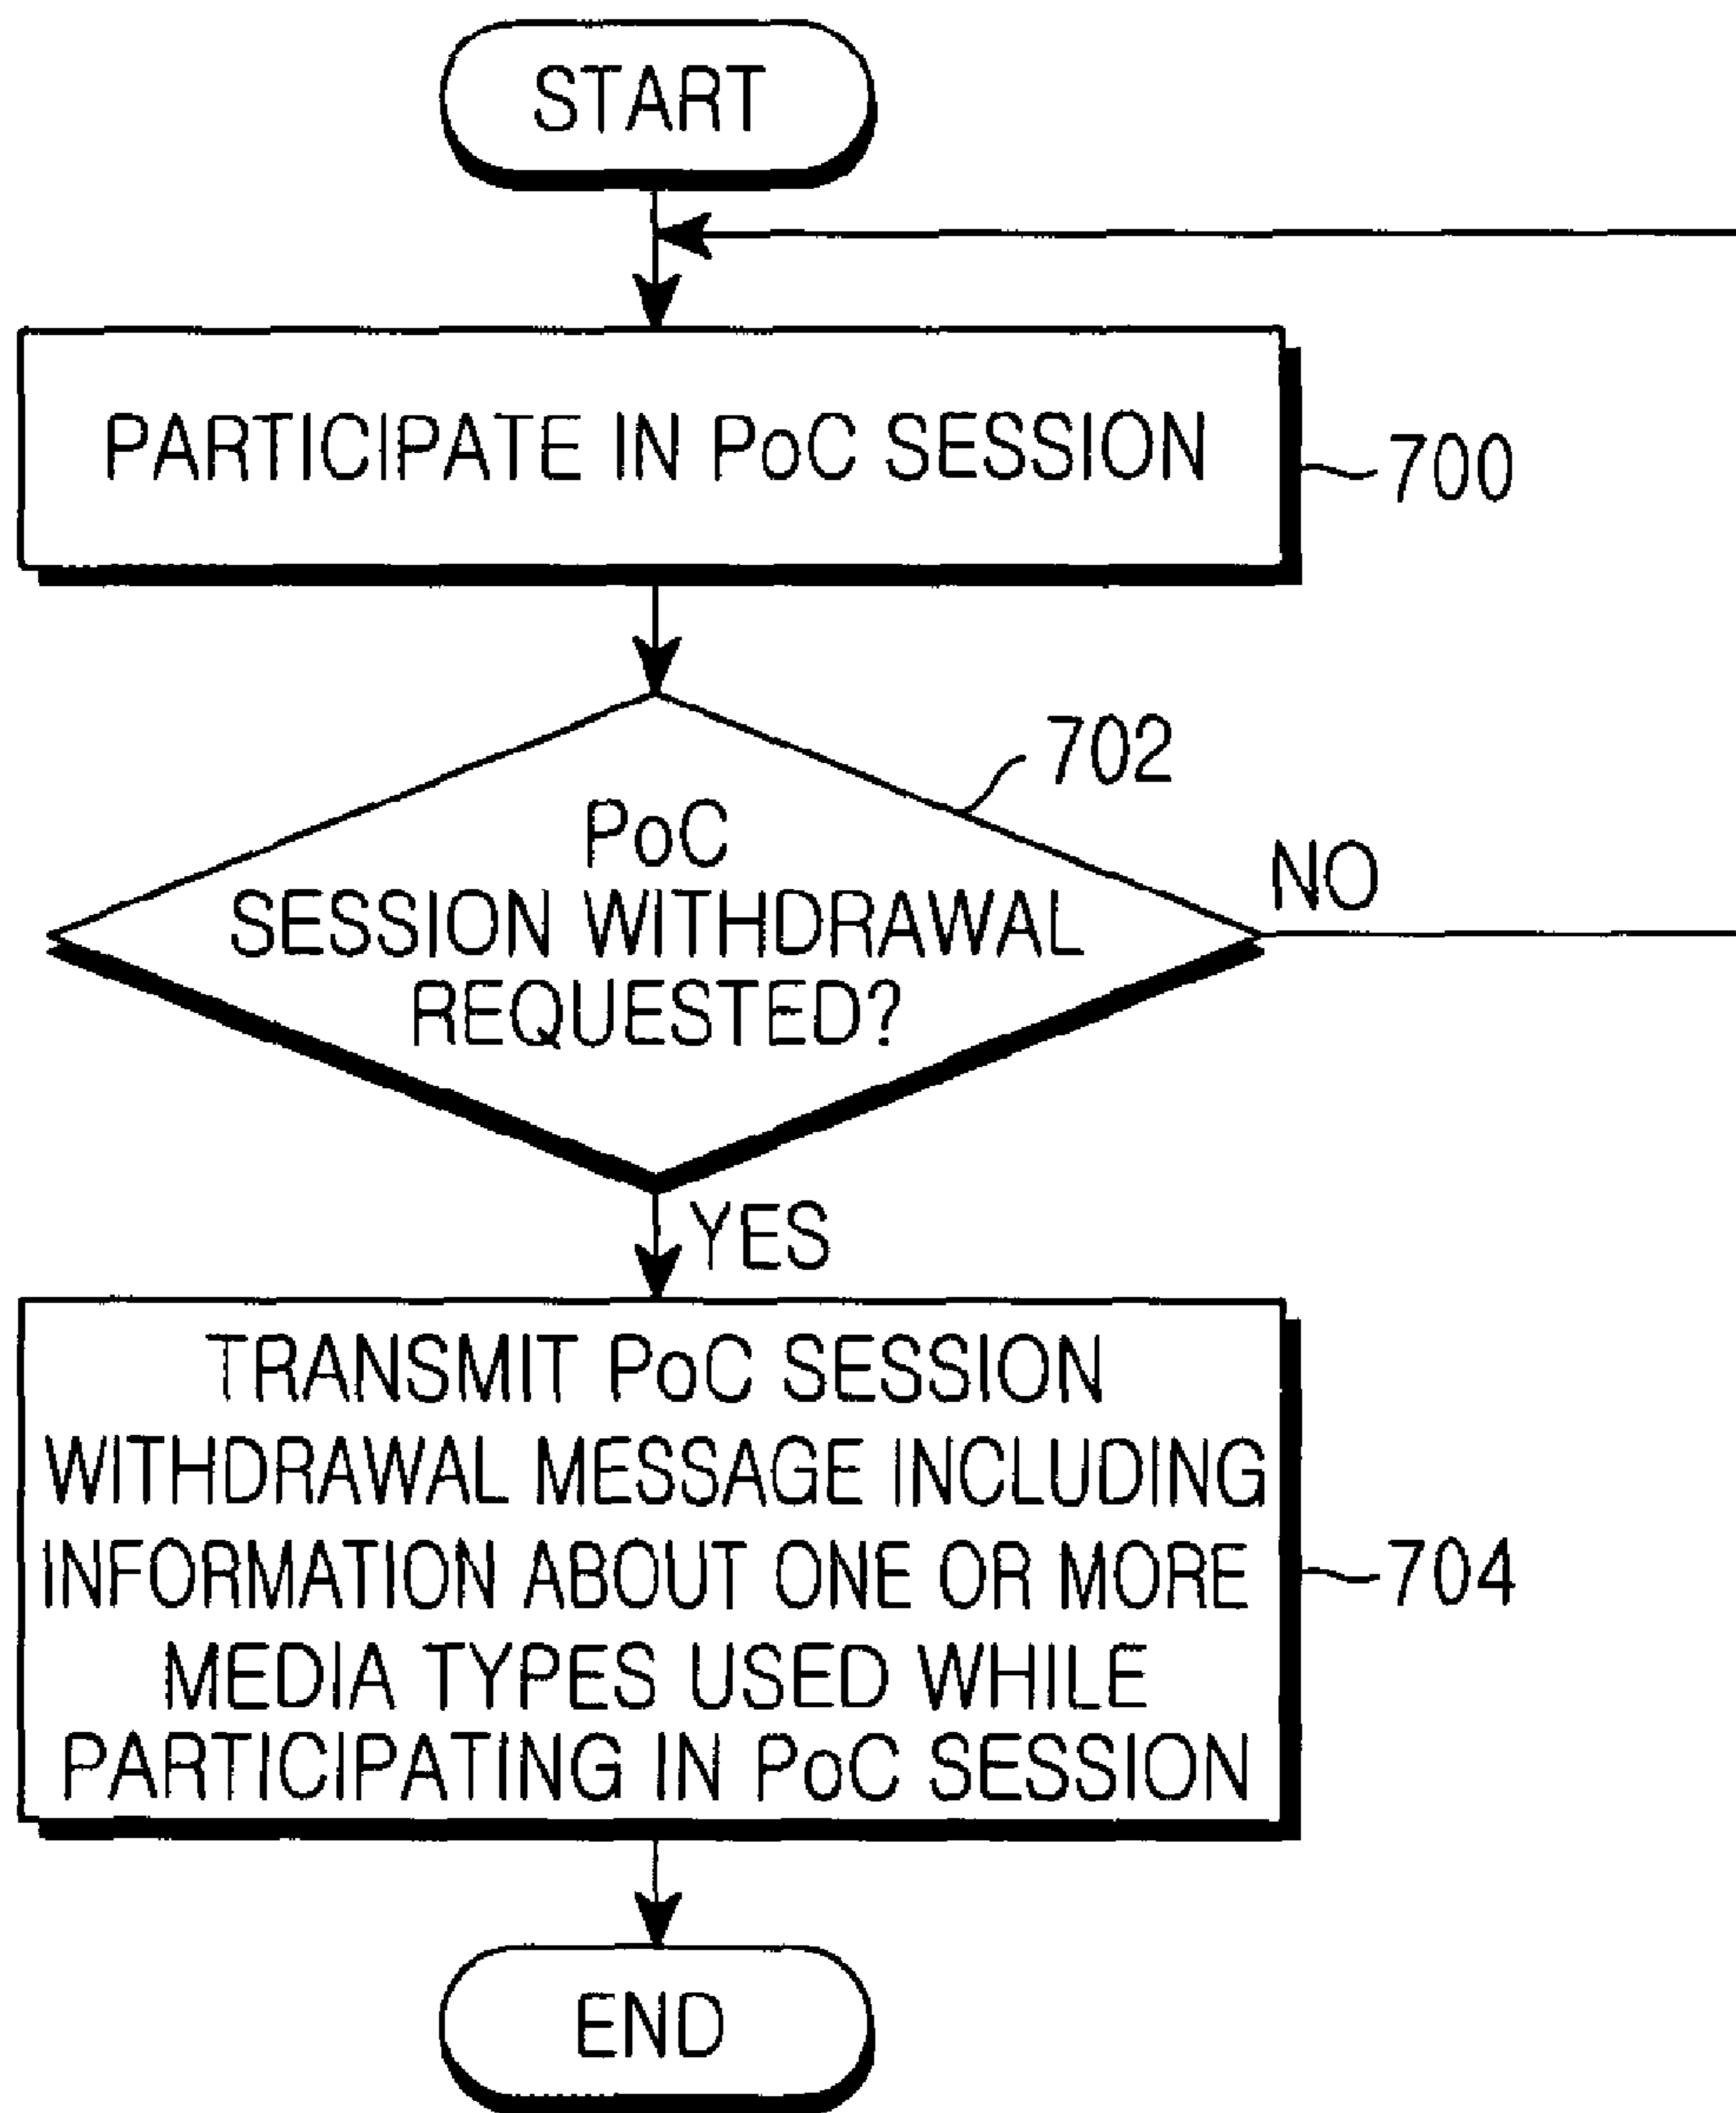 START
PARTICIPATE IN PoC SESSION
700
702
PoC
SESSION WITHDRAWAL
REQUESTED?
NO
YES
TRANSMIT PoC SESSION
WITHDRAWAL MESSAGE INCLUDING
INFORMATION ABOUT ONE OR MORE
MEDIA TYPES USED WHILE
PARTICIPATING IN PoC SESSION
704
END